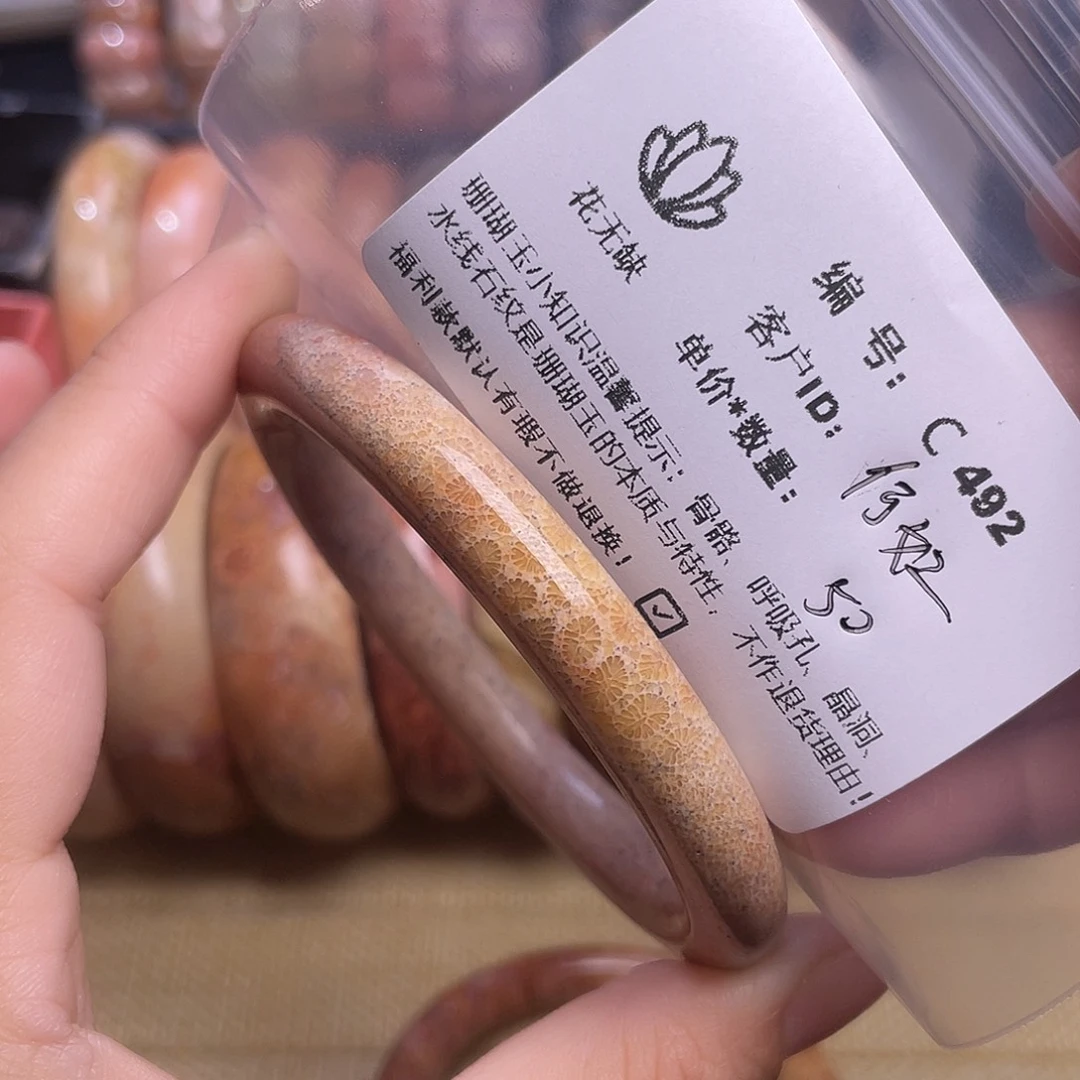 花无缺
编 号: C 492
客户ID:
单价*数量: 50
珊瑚玉小知识温馨提示: 骨骼、呼吸孔、晶洞、
水线石纹是珊瑚玉的本质与特性, 不作退货理由!
福利款默认有瑕不做退换! ☑